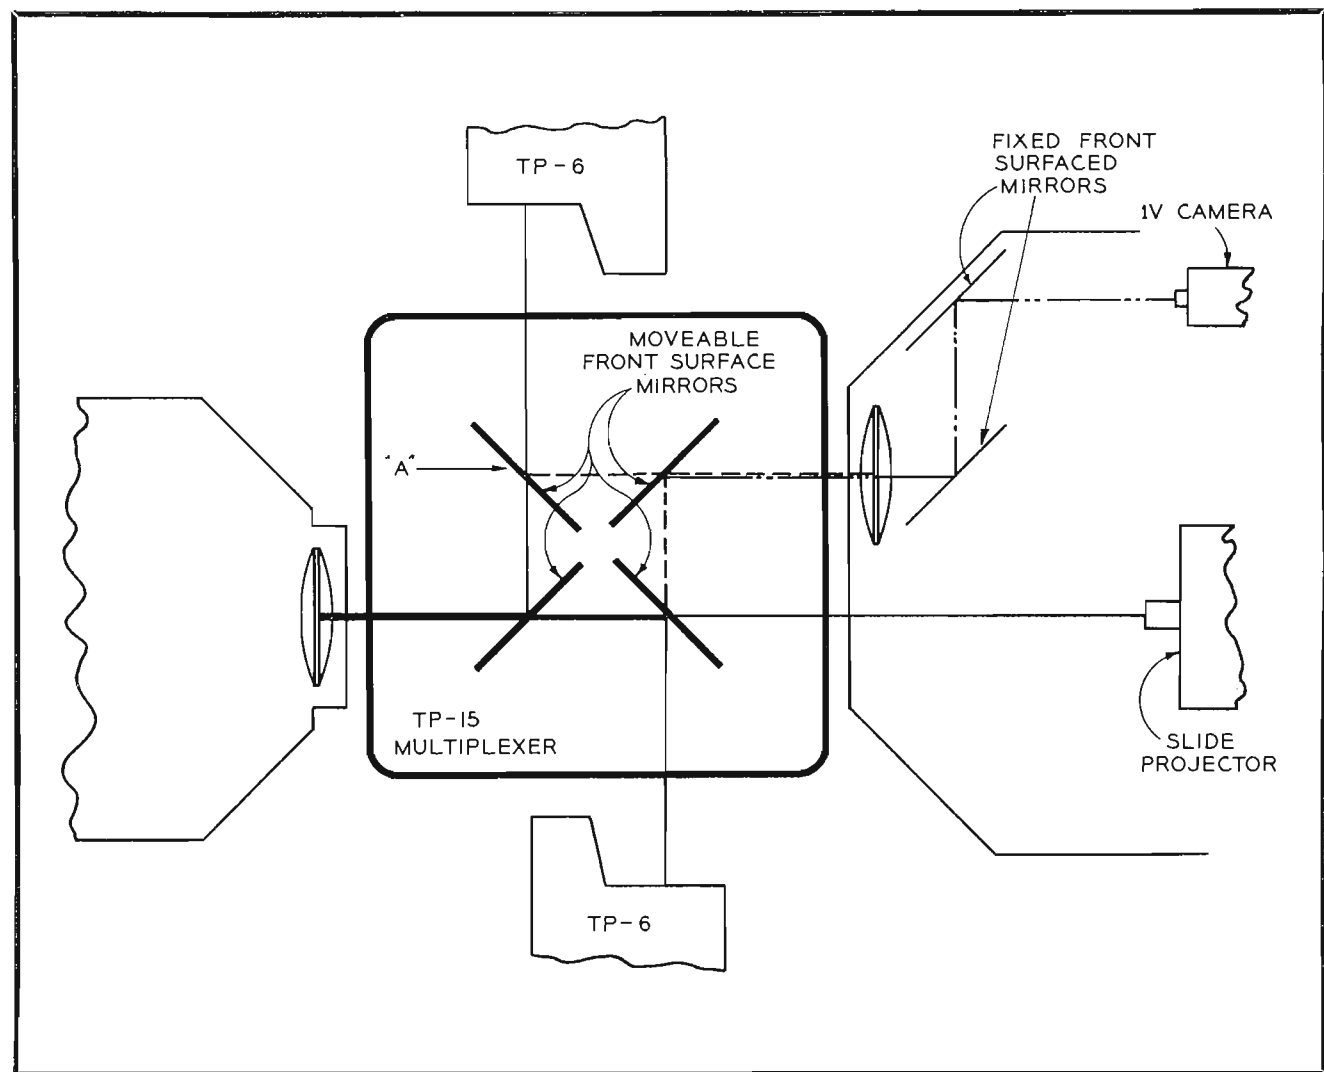 TP-6
FIXED FRONT
SURFACED
MIRRORS
1V CAMERA
MOVEABLE
FRONT SURFACE
MIRRORS
"A"
TP-15
MULTIPLEXER
SLIDE
PROJECTOR
TP-6